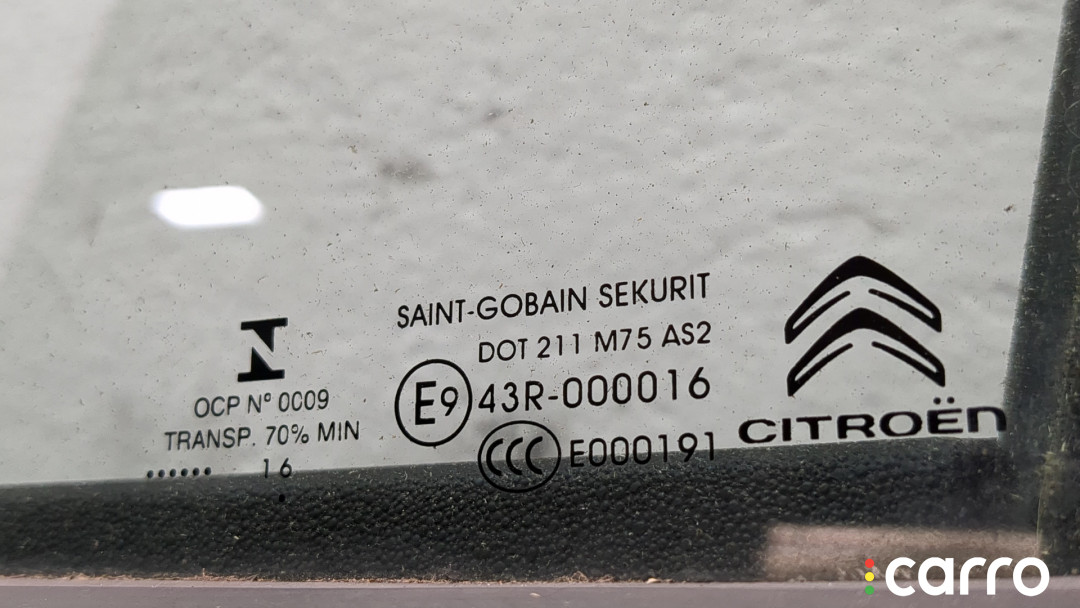 SAINT-GOBAIN SEKURIT
DOT 211 M75 AS2
E9 43R-000016
CCC E000191
OCP Nº 0009
TRANSP. 70% MIN
...... 16
.
CITROËN
carro